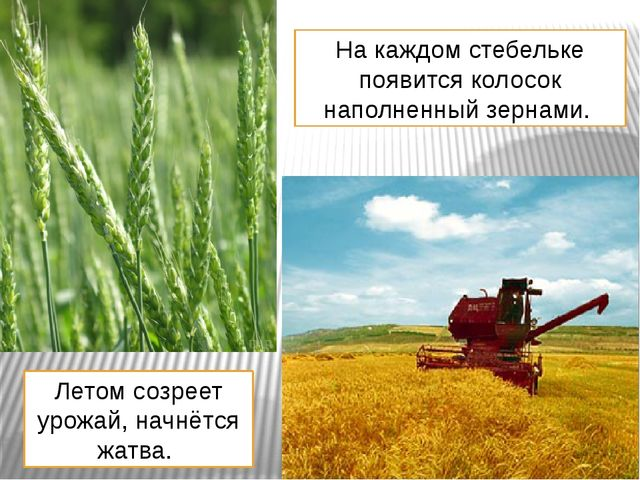 На каждом стебельке
появится колосок
наполненный зернами.
Летом созреет
урожай, начнётся
жатва.